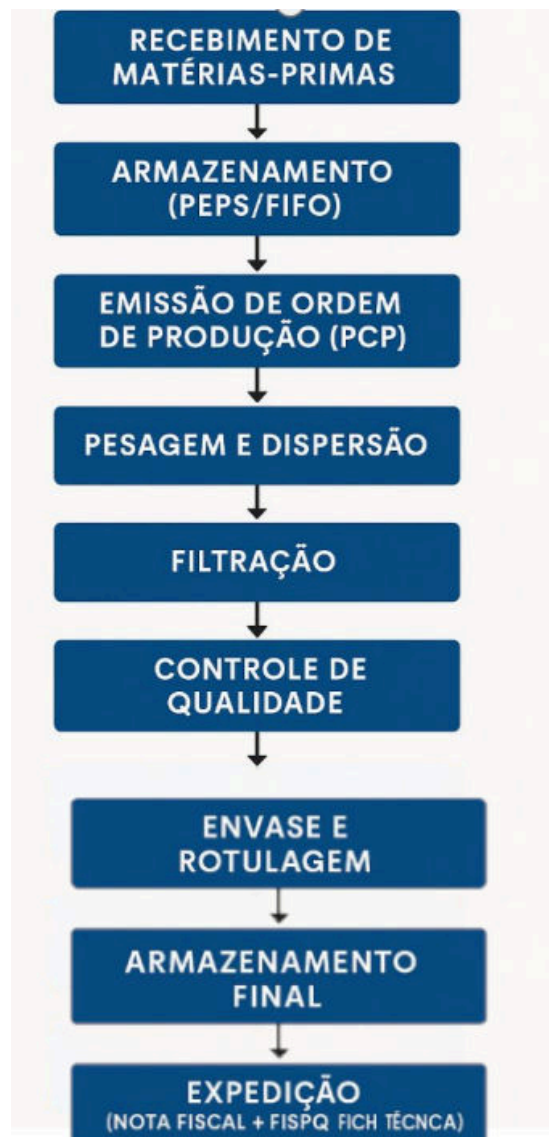 RECEBIMENTO DE
MATÉRIAS-PRIMAS
ARMAZENAMENTO
(PEPS/FIFO)
EMISSÃO DE ORDEM
DE PRODUÇÃO (PCP)
PESAGEM E DISPERSÃO
FILTRAÇÃO
CONTROLE DE
QUALIDADE
ENVASE E
ROTULAGEM
ARMAZENAMENTO
FINAL
EXPEDIÇÃO
(NOTA FISCAL + FISPQ FICH TÉCNCA)